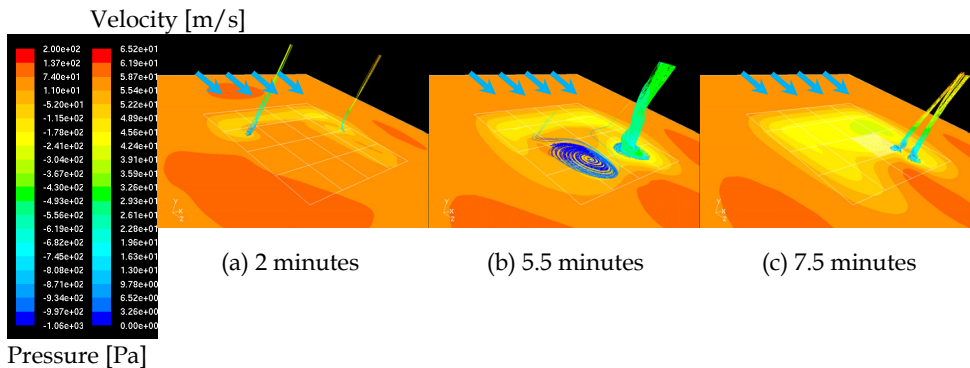 Velocity [m/s]
2.00e+02 6.52e+01
1.37e+02 6.19e+01
7.40e+01 5.87e+01
1.10e+01 5.54e+01
-5.20e+01 5.22e+01
-1.15e+02 4.89e+01
-1.78e+02 4.56e+01
-2.41e+02 4.24e+01
-3.04e+02 3.91e+01
-3.67e+02 3.59e+01
-4.30e+02 3.26e+01
-4.93e+02 2.93e+01
-5.56e+02 2.61e+01
-6.19e+02 2.28e+01
-6.82e+02 1.96e+01
-7.45e+02 1.63e+01
-8.08e+02 1.30e+01
-8.71e+02 9.78e+00
-9.34e+02 6.52e+00
-9.97e+02 3.26e+00
-1.06e+03 0.00e+00
Y X Z
Y X Z
Y X Z
(a) 2 minutes
(b) 5.5 minutes
(c) 7.5 minutes
Pressure [Pa]